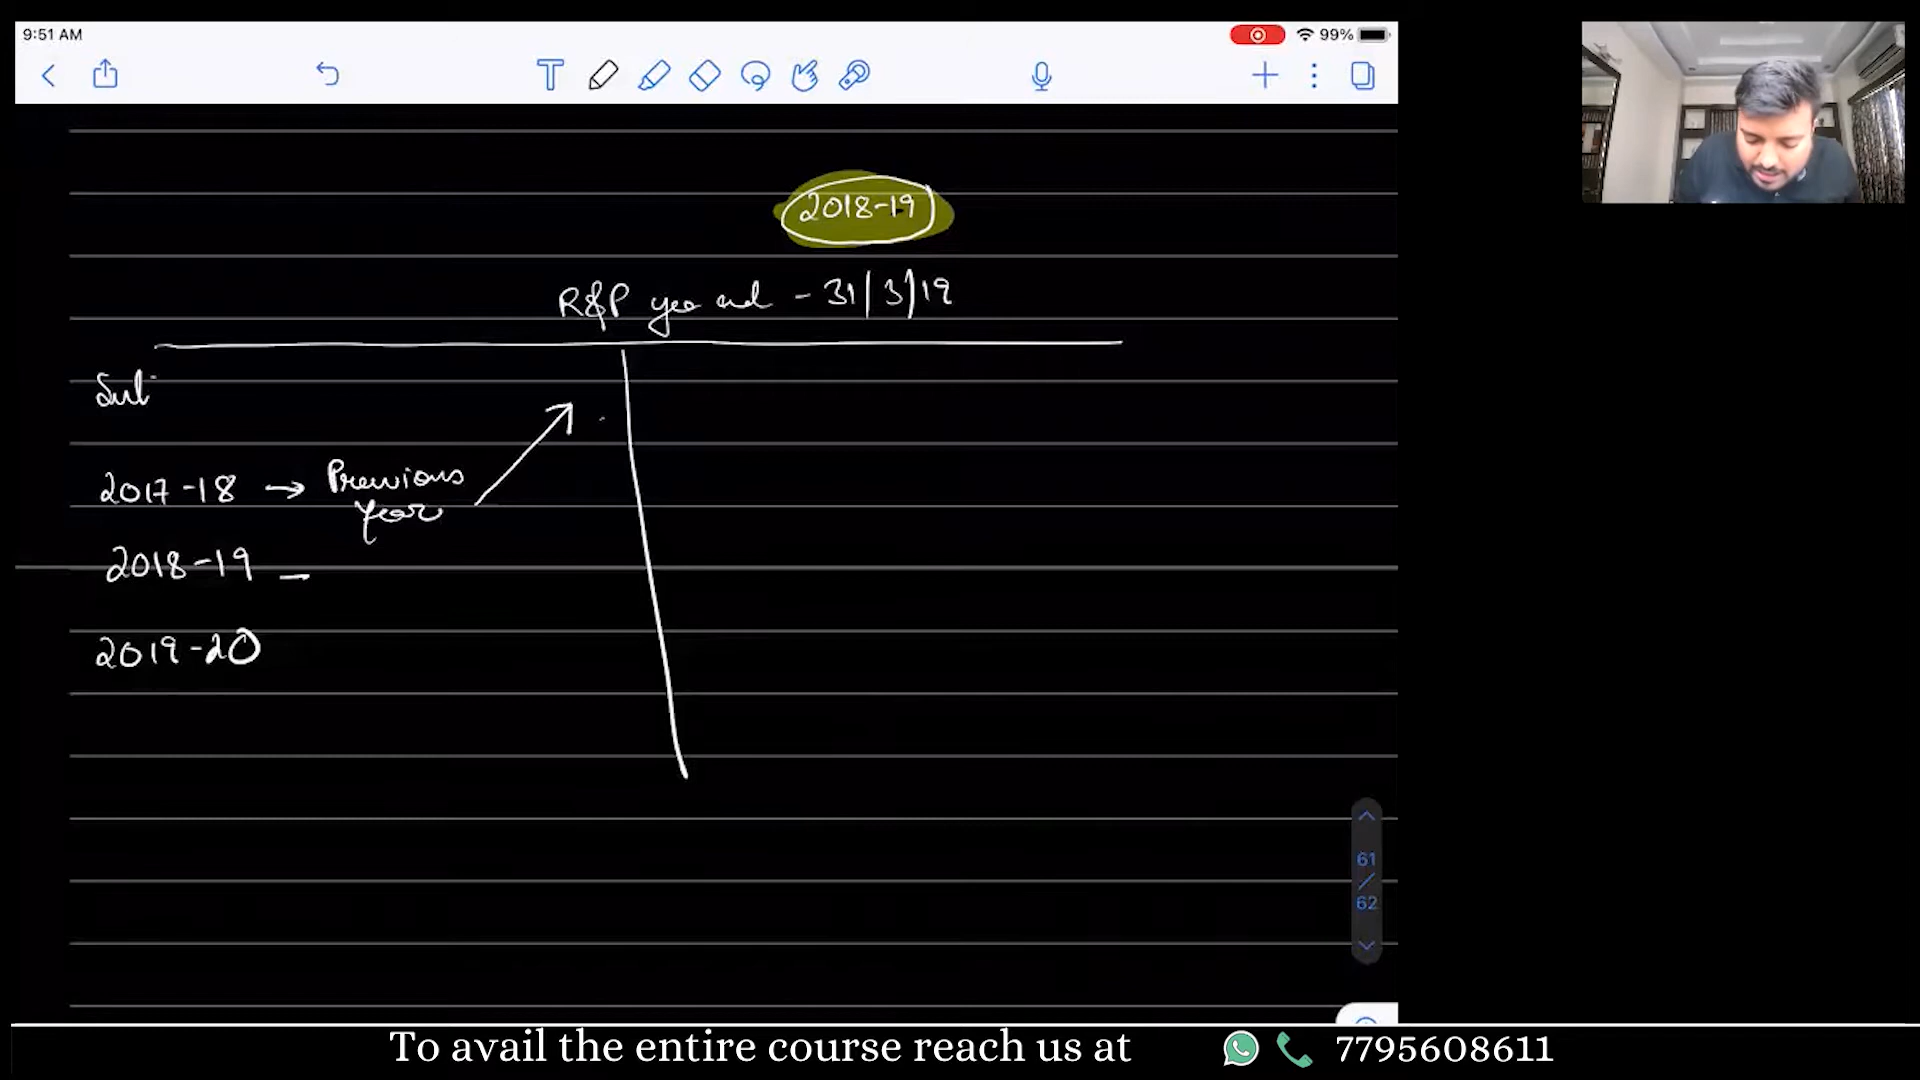 9:51 AM
99%
2018-19
R&P year end - 31/3/19
Sub
2017-18 → Previous
Year
2018-19 -
2019-20
61
/
62
To avail the entire course reach us at 7795608611